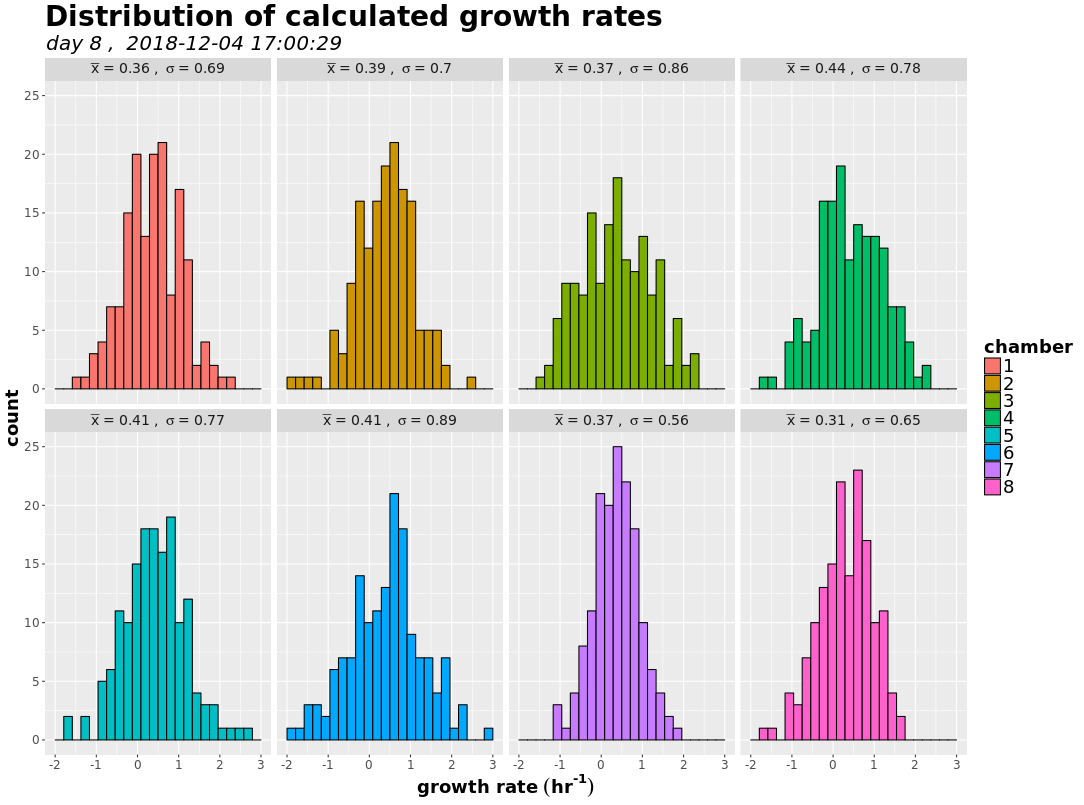 Distribution of calculated growth rates
day 8 ,  2018-12-04 17:00:29
x̅ = 0.36 ,  σ = 0.69
x̅ = 0.39 ,  σ = 0.7
x̅ = 0.37 ,  σ = 0.86
x̅ = 0.44 ,  σ = 0.78
25
20
15
10
5
0
x̅ = 0.41 ,  σ = 0.77
x̅ = 0.41 ,  σ = 0.89
x̅ = 0.37 ,  σ = 0.56
x̅ = 0.31 ,  σ = 0.65
25
20
15
10
5
0
-2 -1 0 1 2 3
-2 -1 0 1 2 3
-2 -1 0 1 2 3
-2 -1 0 1 2 3
count
growth rate (hr⁻¹)
chamber
1
2
3
4
5
6
7
8